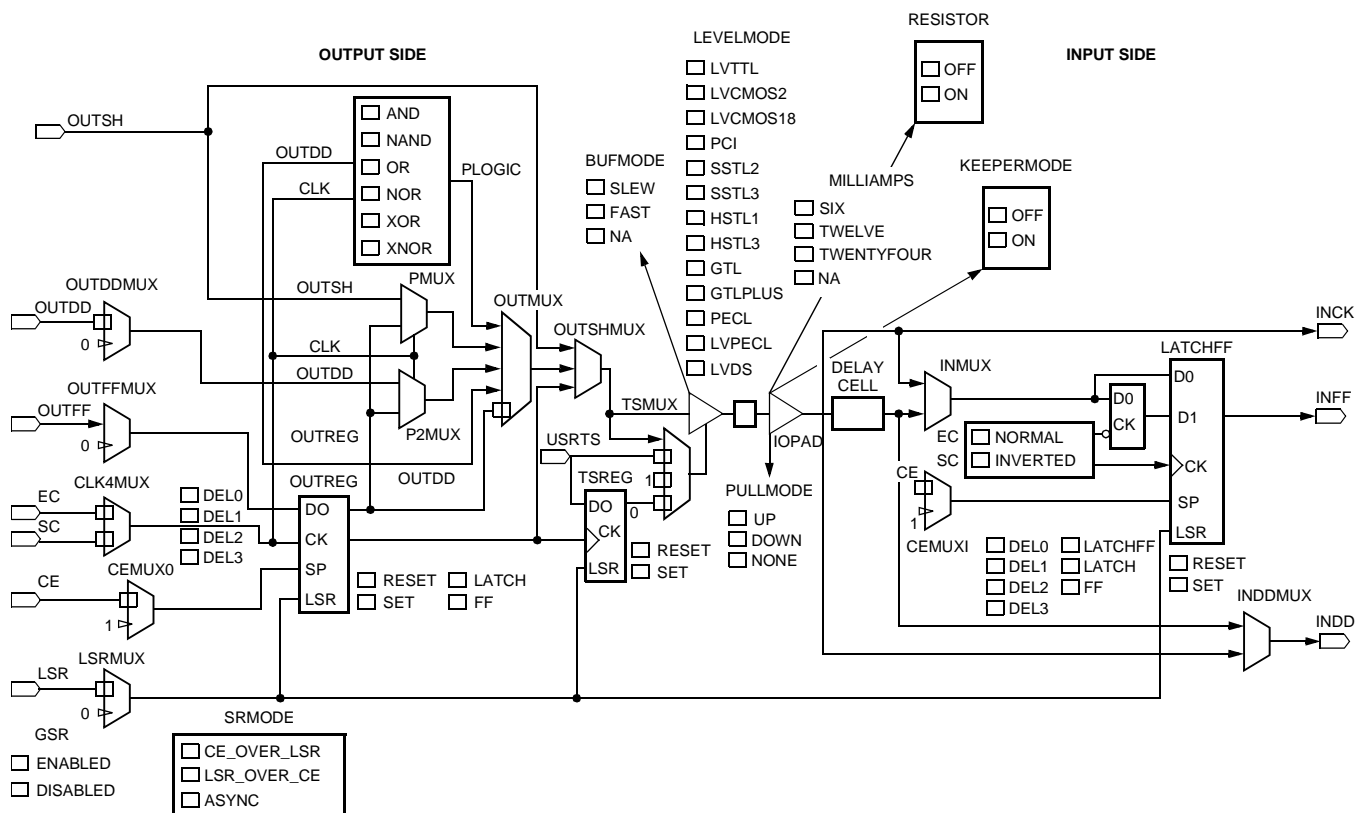 RESISTOR
OFF
ON
OUTPUT SIDE
LEVELMODE
LVTTL
LVCMOS2
LVCMOS18
PCI
SSTL2
SSTL3
HSTL1
HSTL3
GTL
GTLPLUS
PECL
LVPECL
LVDS
INPUT SIDE
OUTSH
AND
NAND
OR
NOR
XOR
XNOR
OUTDD
CLK
PLOGIC
BUFMODE
SLEW
FAST
NA
MILLIAMPS
SIX
TWELVE
TWENTYFOUR
NA
KEEPERMODE
OFF
ON
OUTDDMUX
OUTDD
0
OUTSH
PMUX
OUTMUX
OUTSHMUX
CLK
OUTDD
P2MUX
OUTREG
OUTDD
OUTFFMUX
OUTFF
0
TSMUX
USRTS
1
0
TSREG
DO
CK
LSR
RESET
SET
IOPAD
DELAY
CELL
PULLMODE
UP
DOWN
NONE
INMUX
LATCHFF
D0
D1
CK
SP
LSR
D0
CK
INCK
INFF
EC
SC
NORMAL
INVERTED
CE
1
CEMUXI
DEL0
DEL1
DEL2
DEL3
LATCHFF
LATCH
FF
RESET
SET
INDDMUX
INDD
CLK4MUX
EC
SC
DEL0
DEL1
DEL2
DEL3
OUTREG
DO
CK
SP
LSR
RESET
SET
LATCH
FF
CEMUX0
CE
1
LSRMUX
LSR
0
GSR
ENABLED
DISABLED
SRMODE
CE_OVER_LSR
LSR_OVER_CE
ASYNC